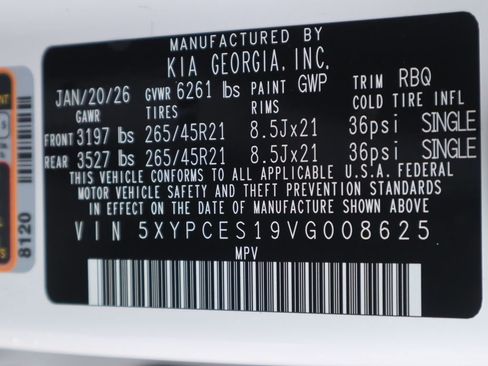 MANUFACTURED BY
KIA GEORGIA, INC.
JAN/20/26 GVWR 6261 lbs PAINT GWP TRIM RBQ
GAWR TIRES RIMS COLD TIRE INFL
FRONT 3197 lbs 265/45R21 8.5Jx21 36psi SINGLE
REAR 3527 lbs 265/45R21 8.5Jx21 36psi SINGLE
THIS VEHICLE CONFORMS TO ALL APPLICABLE U.S.A. FEDERAL
MOTOR VEHICLE SAFETY AND THEFT PREVENTION STANDARDS
IN EFFECT ON THE DATE OF MANUFACTURE SHOWN ABOVE
VIN 5XYPCES19VG008625
MPV
8120